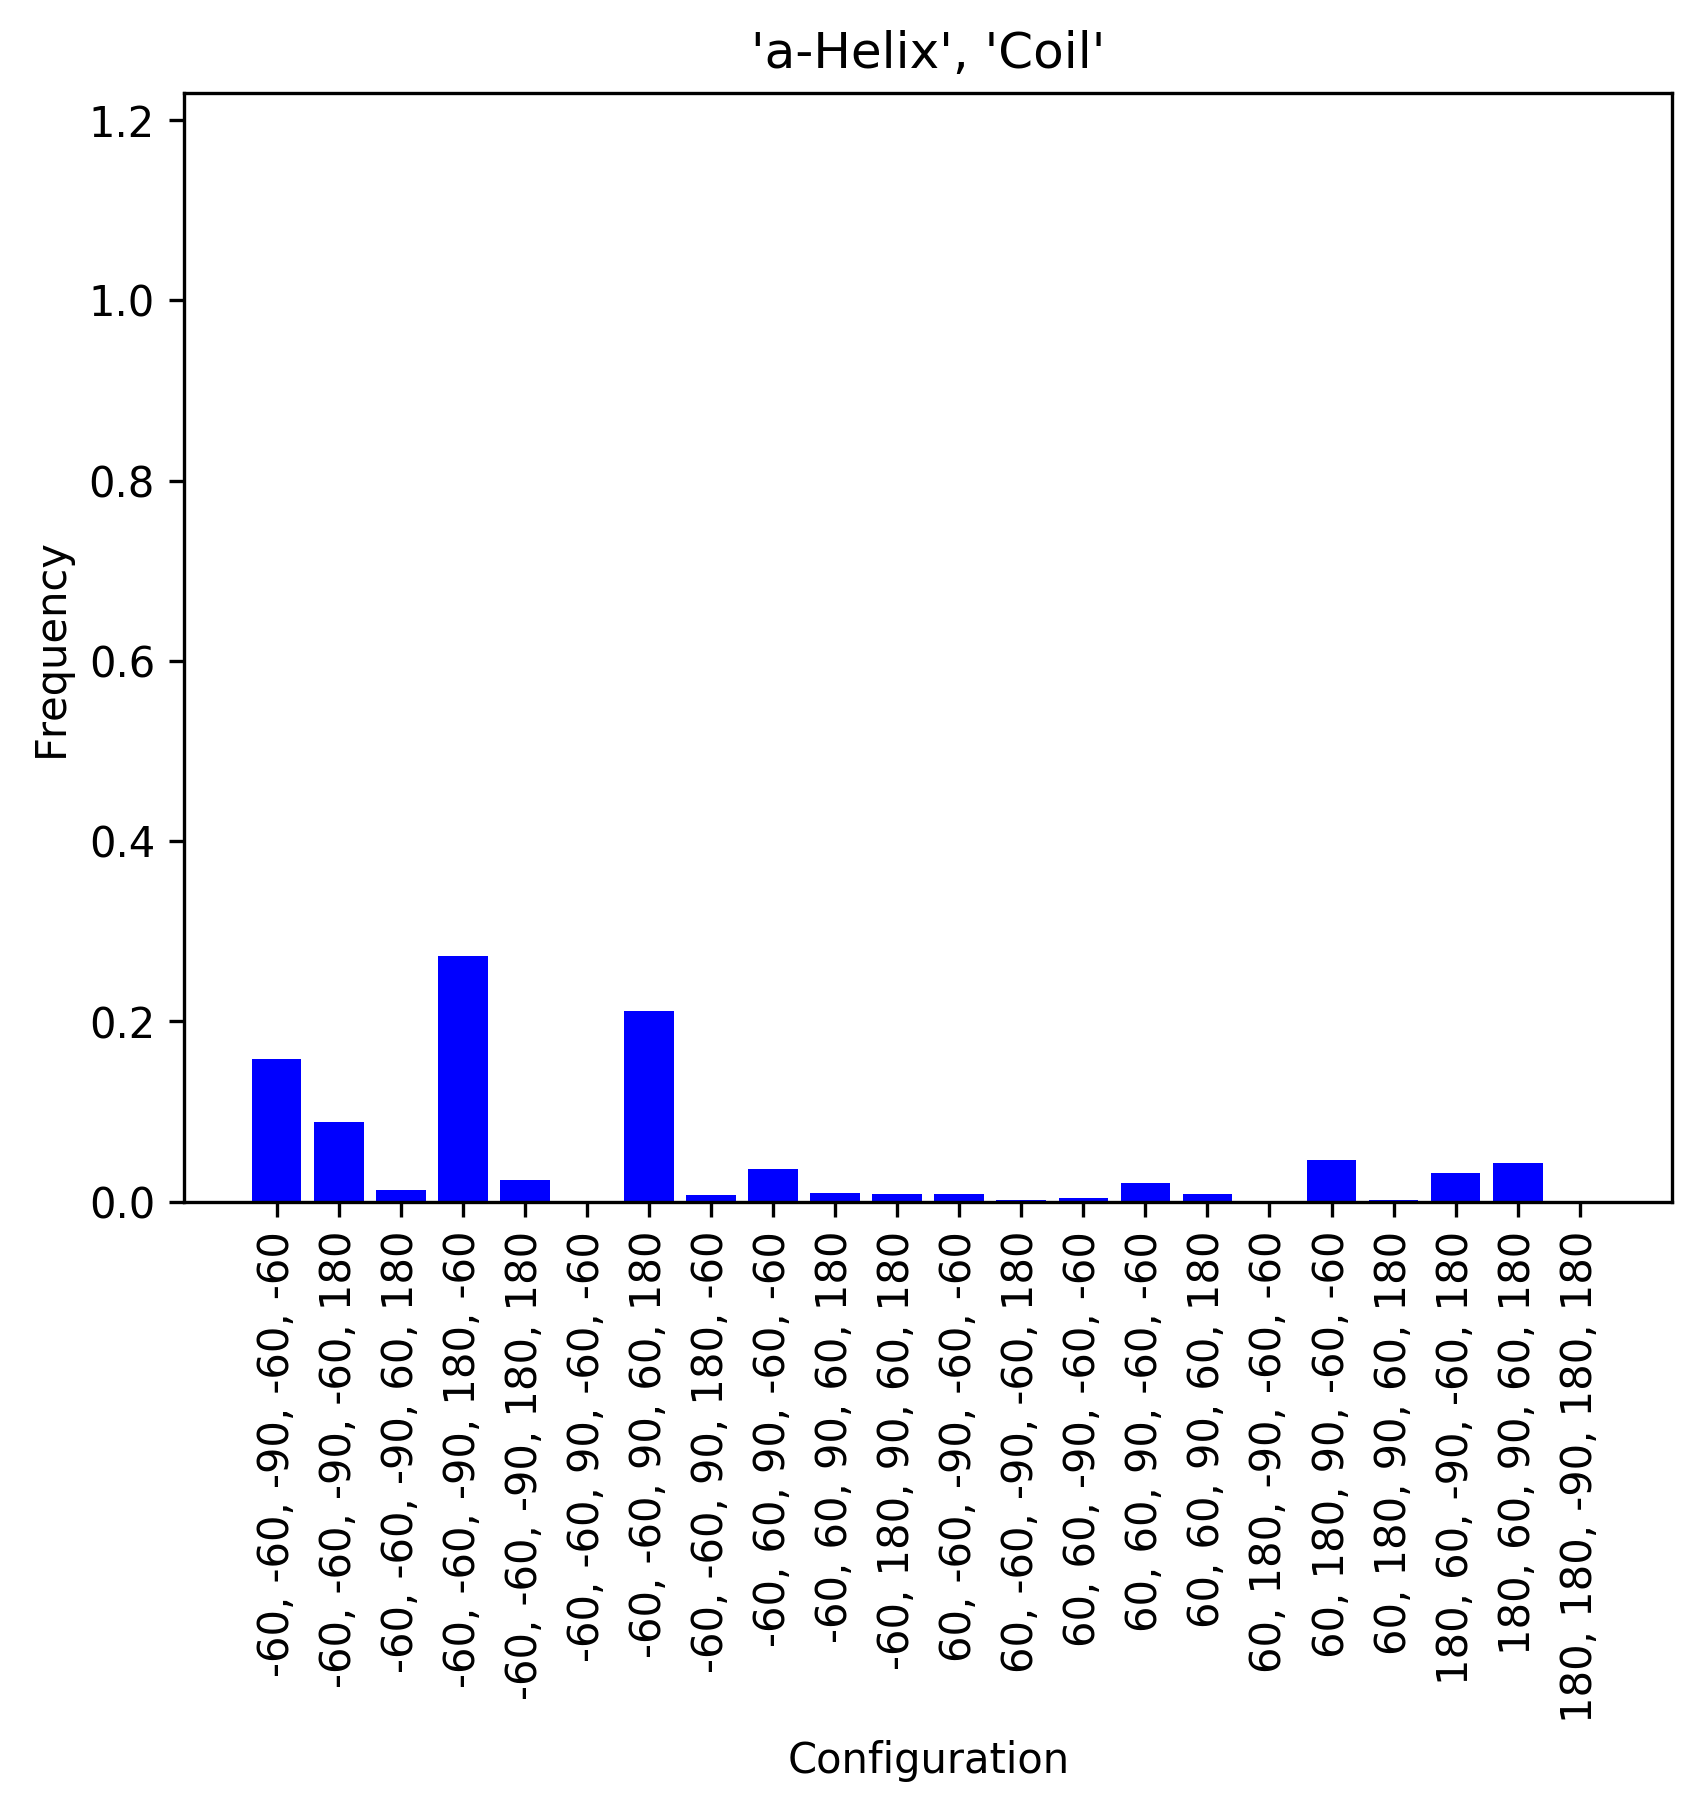 'a-Helix', 'Coil'
1.2
1.0
0.8
0.6
0.4
0.2
0.0
Frequency
-60, -60, -90, -60, -60
-60, -60, -90, -60, 180
-60, -60, -90, 60, 180
-60, -60, -90, 180, -60
-60, -60, -90, 180, 180
-60, -60, 90, -60, -60
-60, -60, 90, 60, 180
-60, -60, 90, 180, -60
-60, 60, 90, -60, -60
-60, 60, 90, 60, 180
-60, 180, 90, 60, 180
60, -60, -90, -60, -60
60, -60, -90, -60, 180
60, 60, -90, -60, -60
60, 60, 90, -60, -60
60, 60, 90, 60, 180
60, 180, -90, -60, -60
60, 180, 90, -60, -60
60, 180, 90, 60, 180
180, 60, -90, -60, 180
180, 60, 90, 60, 180
180, 180, -90, 180, 180
Configuration